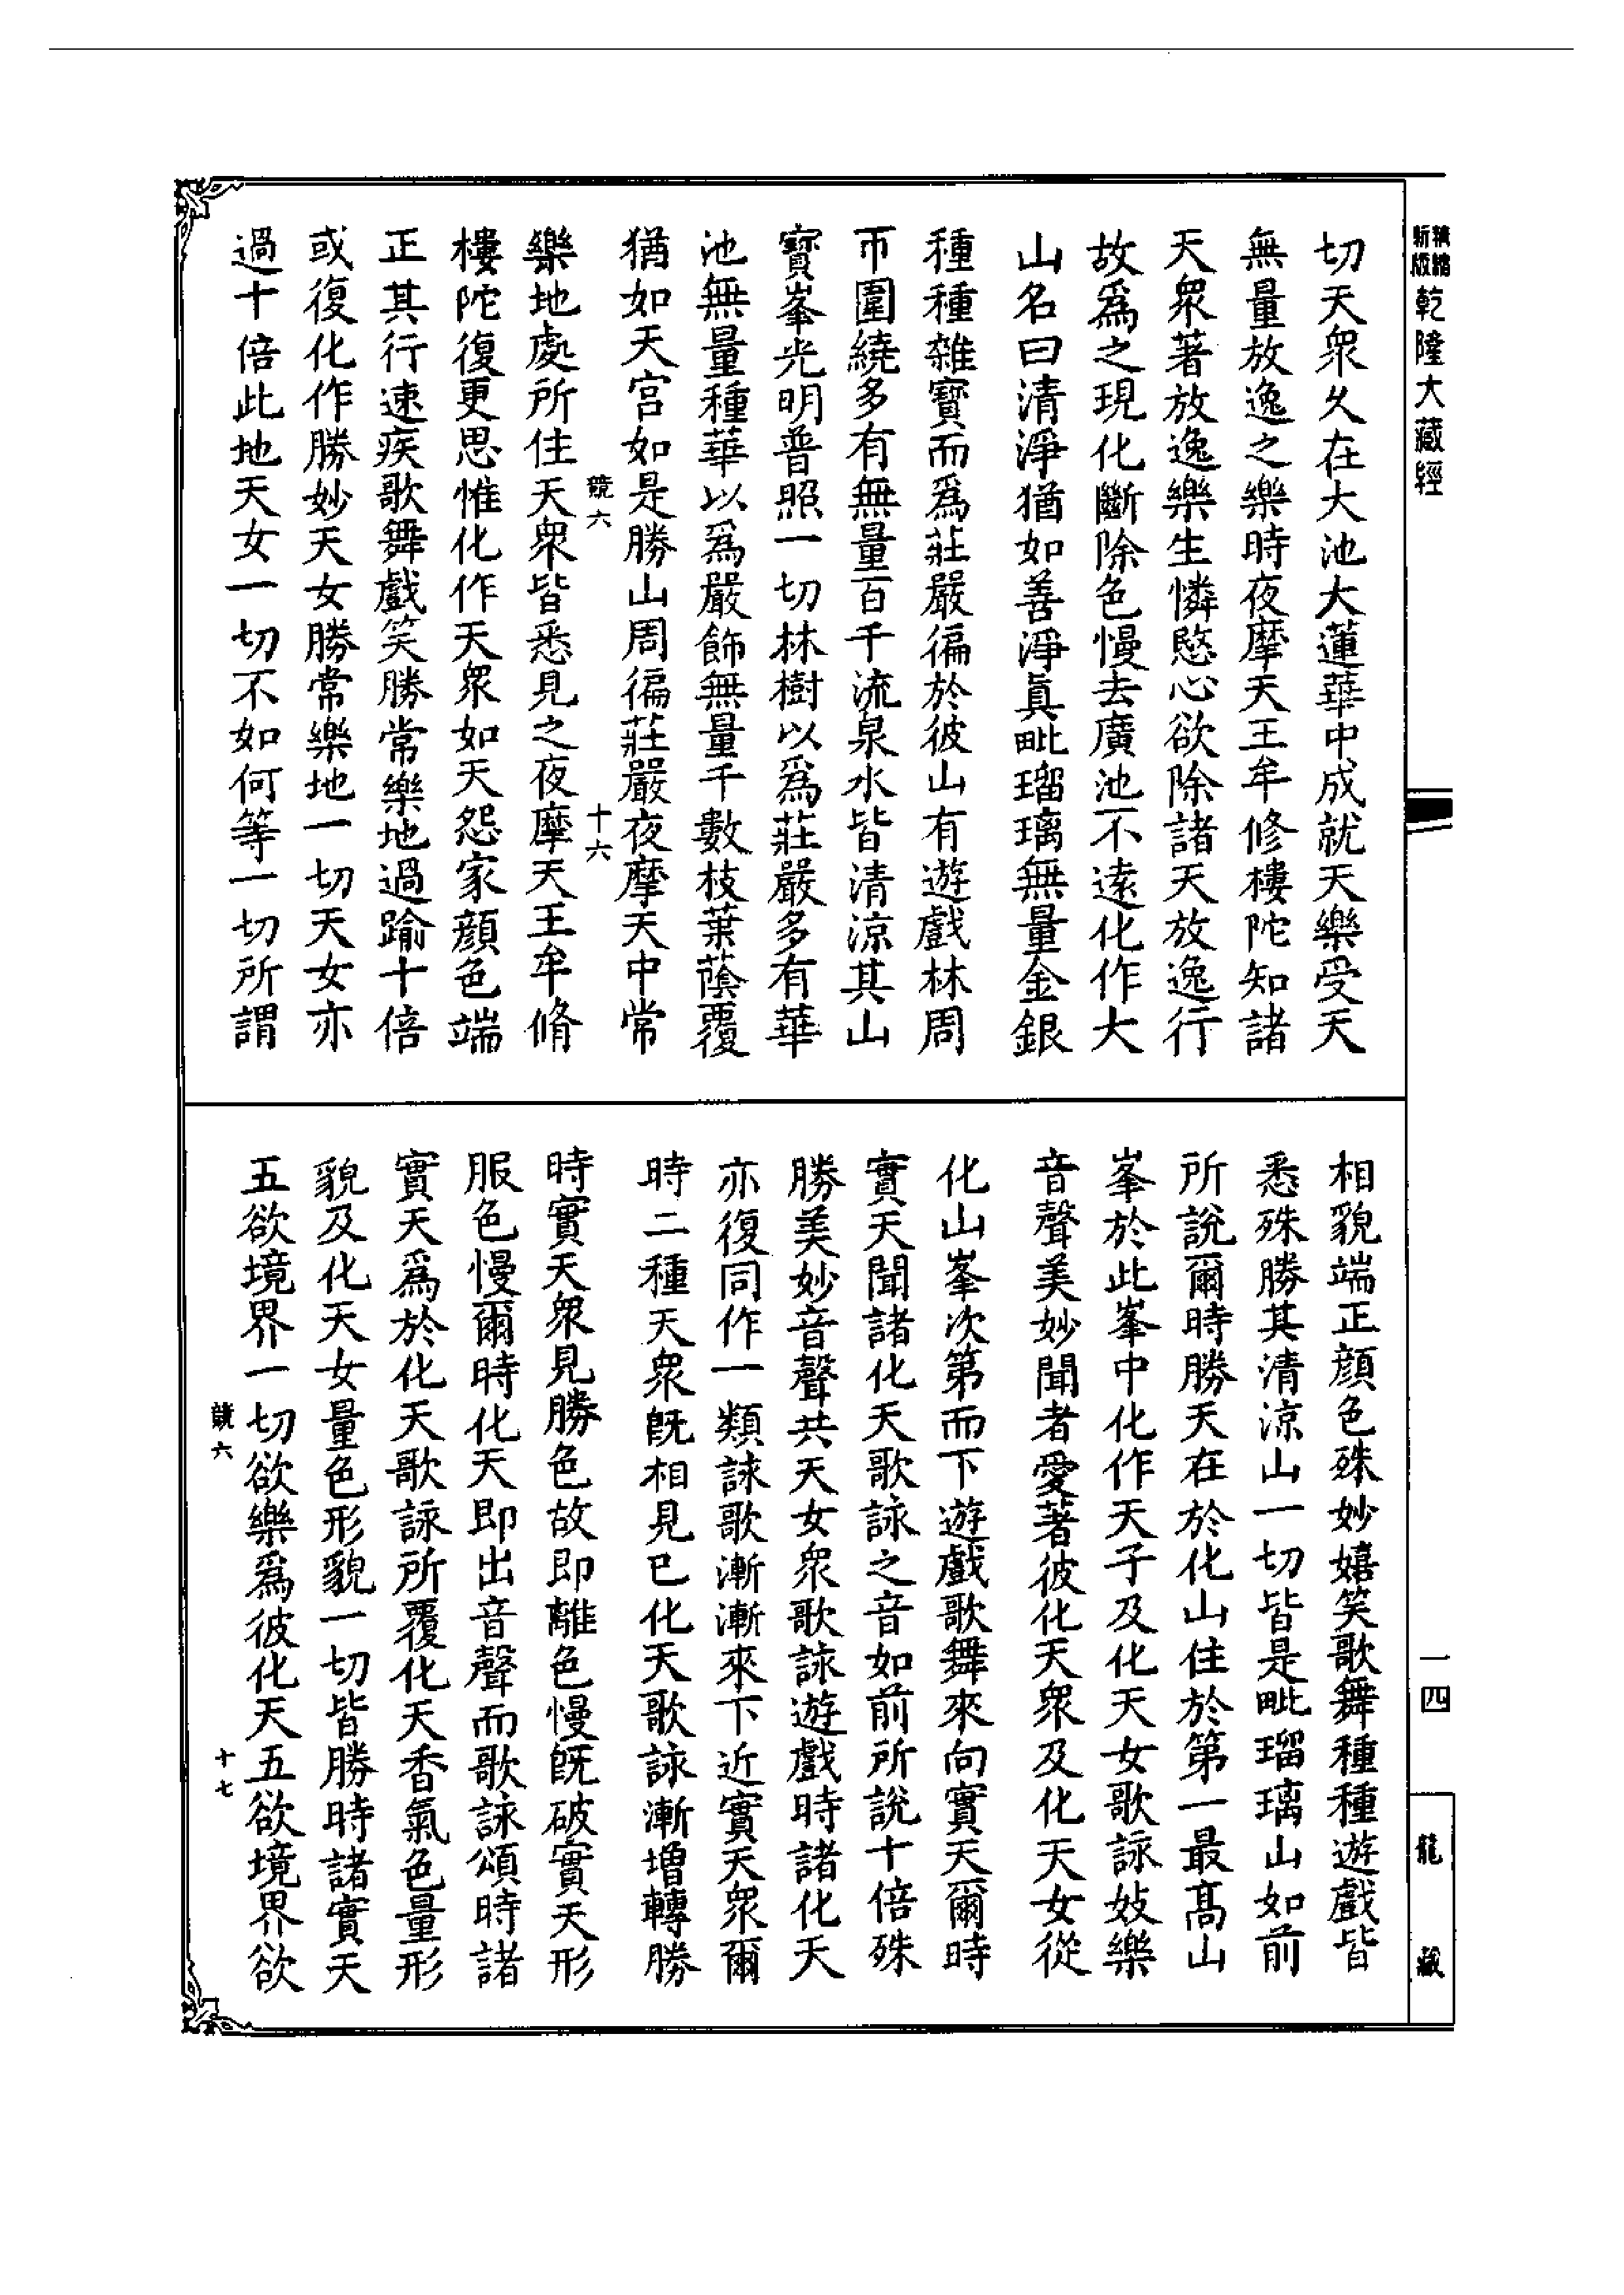 精縮
新版
乾隆大藏經
切天眾久在大池大蓮華中成就天樂受天
無量放逸之樂時夜摩天王牟修樓陀知諸
天眾著放逸樂生憐愍心欲除諸天放逸行
故爲之現化斷除色慢去廣池不遠化作大
山名曰清淨猶如善淨真毗瑠璃無量金銀
種種雜寶而爲莊嚴徧於彼山有遊戲林周
帀圍繞多有無量百千流泉水皆清涼其山
寶峯光明普照一切林樹以爲莊嚴多有華
池無量種華以爲嚴飾無量千數枝葉蔭覆
猶如天宮如是勝山周徧莊嚴夜摩天中常
競六
十六
樂地處所住天眾皆悉見之夜摩天王牟脩
樓陀復更思惟化作天眾如天怨家顏色端
正其行速疾歌舞戲笑勝常樂地過踰十倍
或復化作勝妙天女勝常樂地一切天女亦
過十倍此地天女一切不如何等一切所謂
一四
龍藏
相貌端正顏色殊妙嬉笑歌舞種種遊戲皆
悉殊勝其清涼山一切皆是毗瑠璃山如前
所說爾時勝天在於化山住於第一最高山
峯於此峯中化作天子及化天女歌詠妓樂
音聲美妙聞者愛著彼化天眾及化天女從
化山峯次第而下遊戲歌舞來向實天爾時
實天聞諸化天歌詠之音如前所說十倍殊
勝美妙音聲共天女眾歌詠遊戲時諸化天
亦復同作一類詠歌漸漸來下近實天眾爾
時二種天眾既相見已化天歌詠漸增轉勝
時實天眾見勝色故即離色慢既破實天形
服色慢爾時化天即出音聲而歌詠頌時諸
實天爲於化天歌詠所覆化天香氣色量形
貌及化天女量色形貌一切皆勝時諸實天
五欲境界一切欲樂爲彼化天五欲境界欲
競六
十七